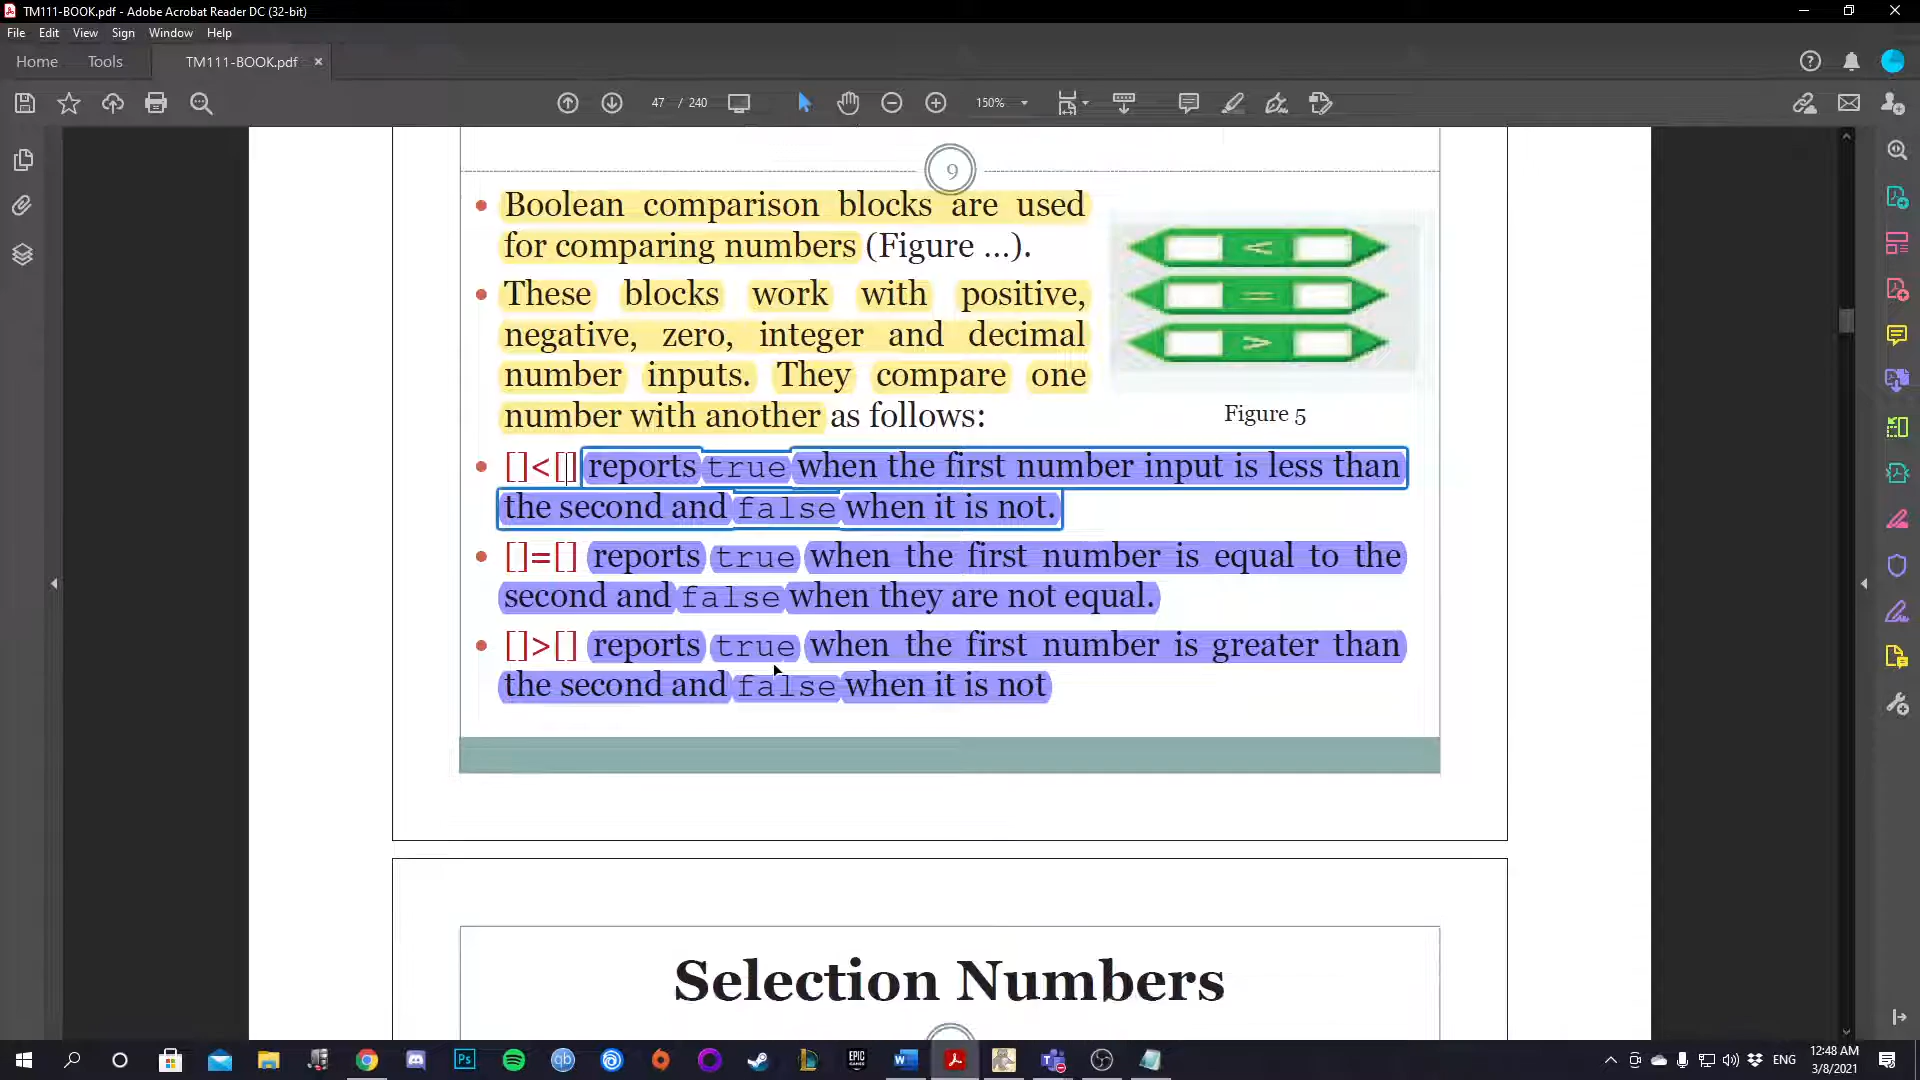 TM111-BOOK.pdf - Adobe Acrobat Reader DC (32-bit)
File Edit View Sign Window Help
Home Tools TM111-BOOK.pdf
47 / 240 150%
9
• Boolean comparison blocks are used
for comparing numbers (Figure ...).
• These blocks work with positive,
negative, zero, integer and decimal
number inputs. They compare one
number with another as follows:
<
=
>
Figure 5
• []<[] reports true when the first number input is less than
the second and false when it is not.
• []=[] reports true when the first number is equal to the
second and false when they are not equal.
• []>[] reports true when the first number is greater than
the second and false when it is not
Selection Numbers
Ps
qb
EPIC
GAMES
ENG
12:48 AM
3/8/2021